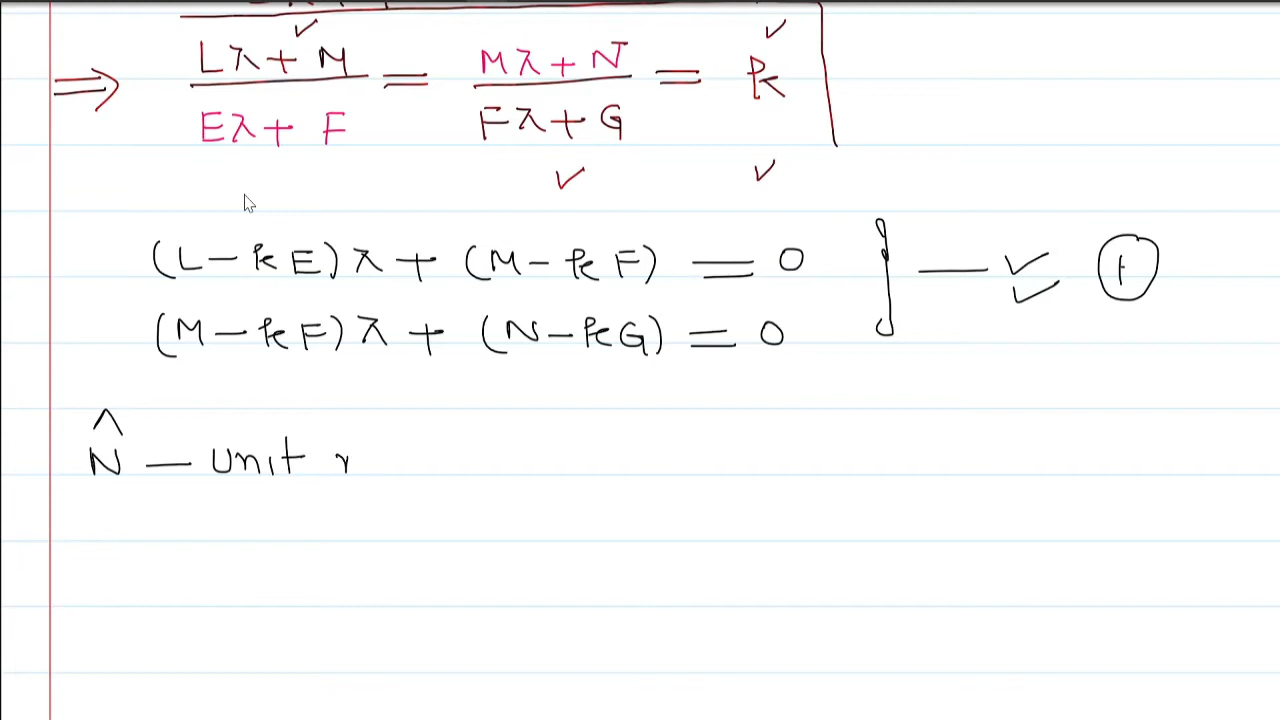 ⇒ Lλ + M / Eλ + F = Mλ + N / Fλ + G = k
(L – kE)λ + (M – kF) = 0
(M – kF)λ + (N – kG) = 0 } — ①
N̂ — unit